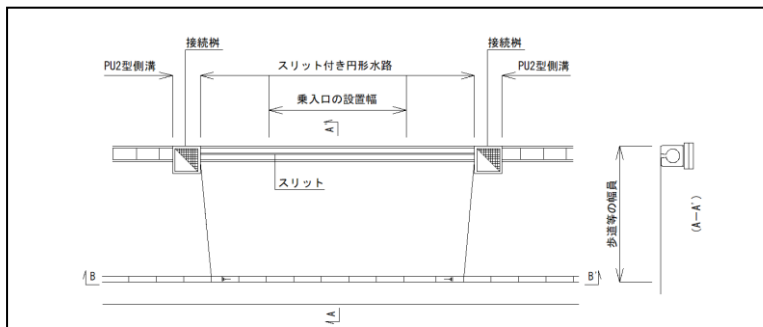 接続桝
接続桝
PU2型側溝
スリット付き円形水路
PU2型側溝
乗入口の設置幅
A'
スリット
歩道等の幅員
(A－A')
B
B'
A